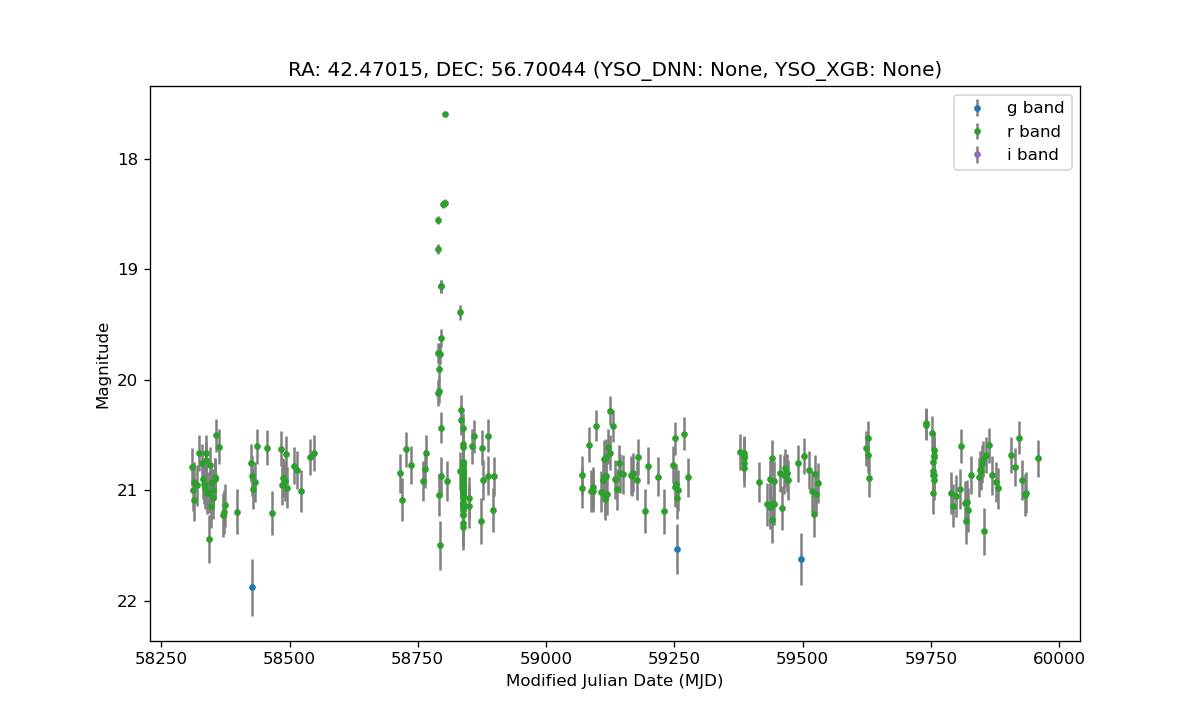 RA: 42.47015, DEC: 56.70044 (YSO_DNN: None, YSO_XGB: None)
g band
r band
i band
18
19
20
21
22
Magnitude
58250 58500 58750 59000 59250 59500 59750 60000
Modified Julian Date (MJD)